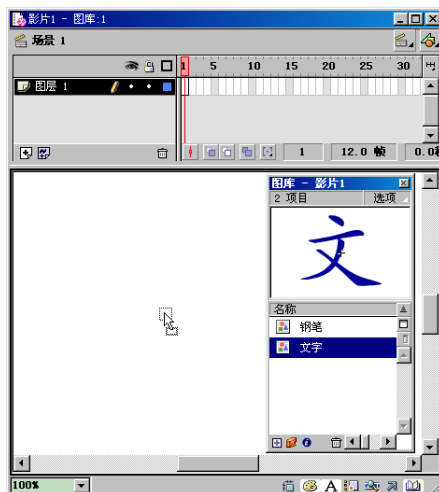 影片1 - 图库:1
场景 1
1 5 10 15 20 25 30
图层 1
1 12.0 帧 0.0秒
图库 - 影片1
2 项目 选项
文
名称
钢笔
文字
100%
A